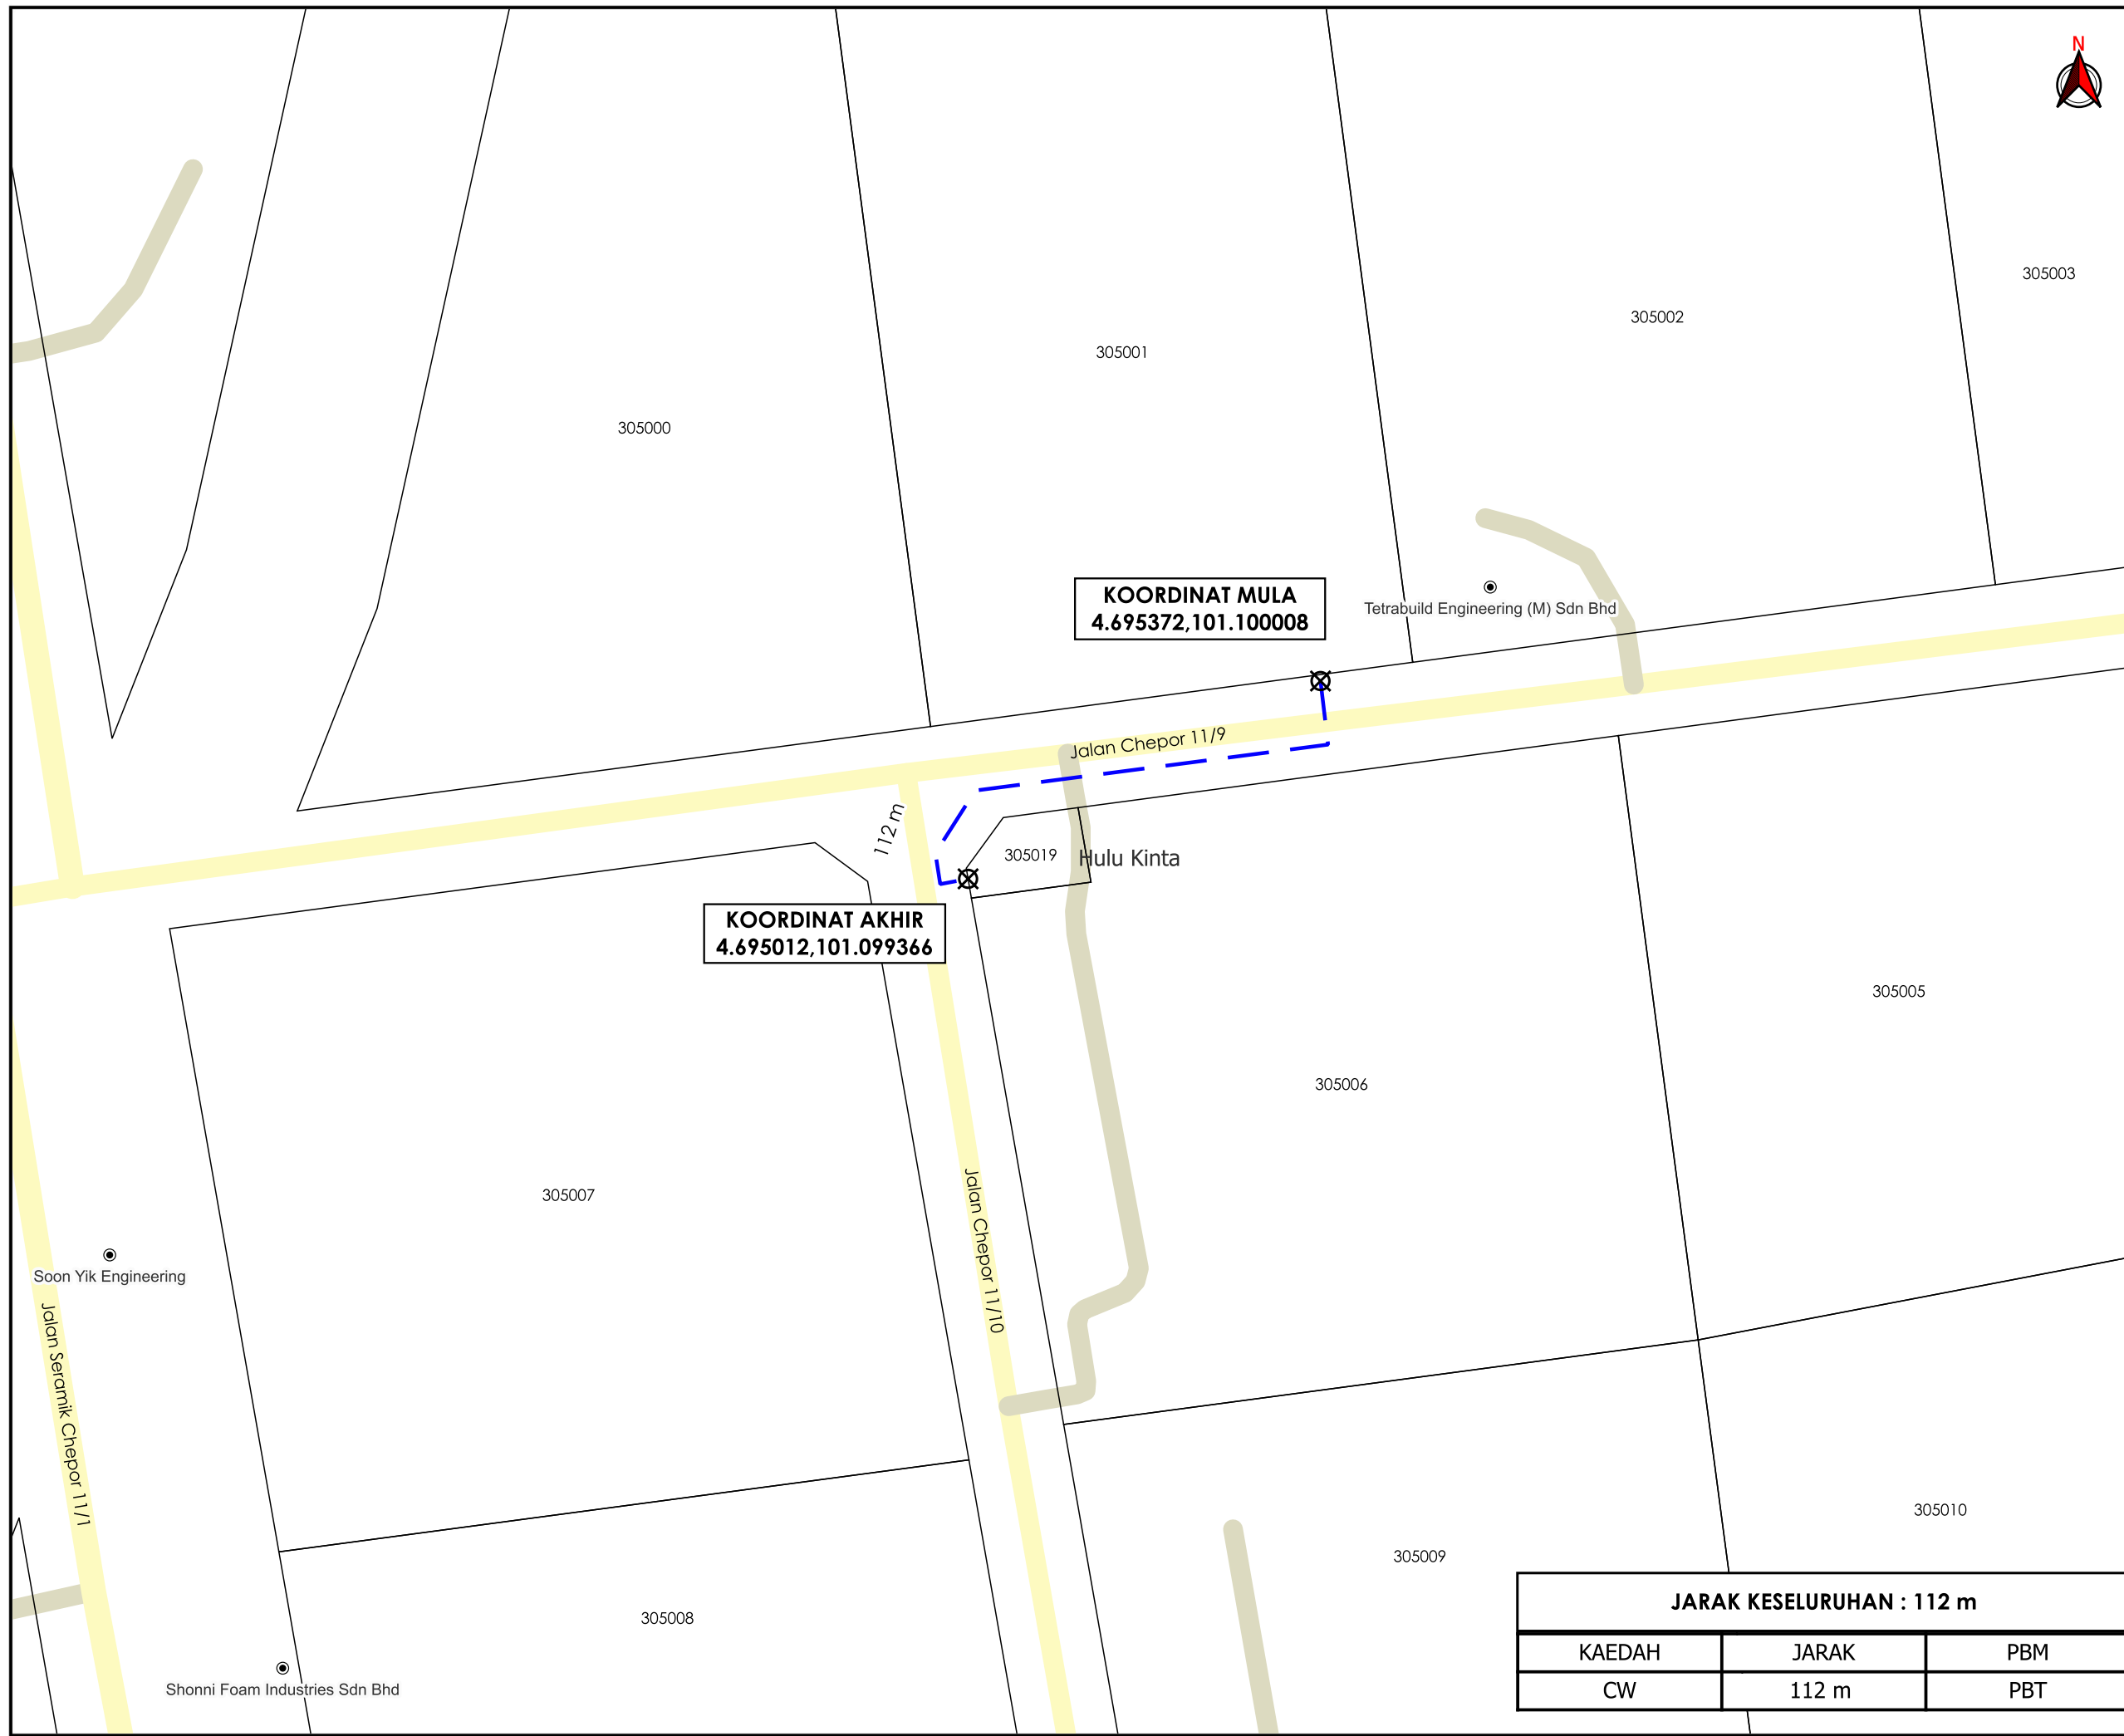 N
305003
305002
305001
305000
KOORDINAT MULA
4.695372,101.100008
Tetrabuild Engineering (M) Sdn Bhd
Jalan Chepor 11/9
112 m
305019
Hulu Kinta
KOORDINAT AKHIR
4.695012,101.099366
305005
305006
305007
Jalan Chepor 11/10
Soon Yik Engineering
Jalan Seramik Chepor 11/1
305010
305009
305008
Shonni Foam Industries Sdn Bhd
JARAK KESELURUHAN : 112 m
KAEDAH JARAK PBM
CW 112 m PBT